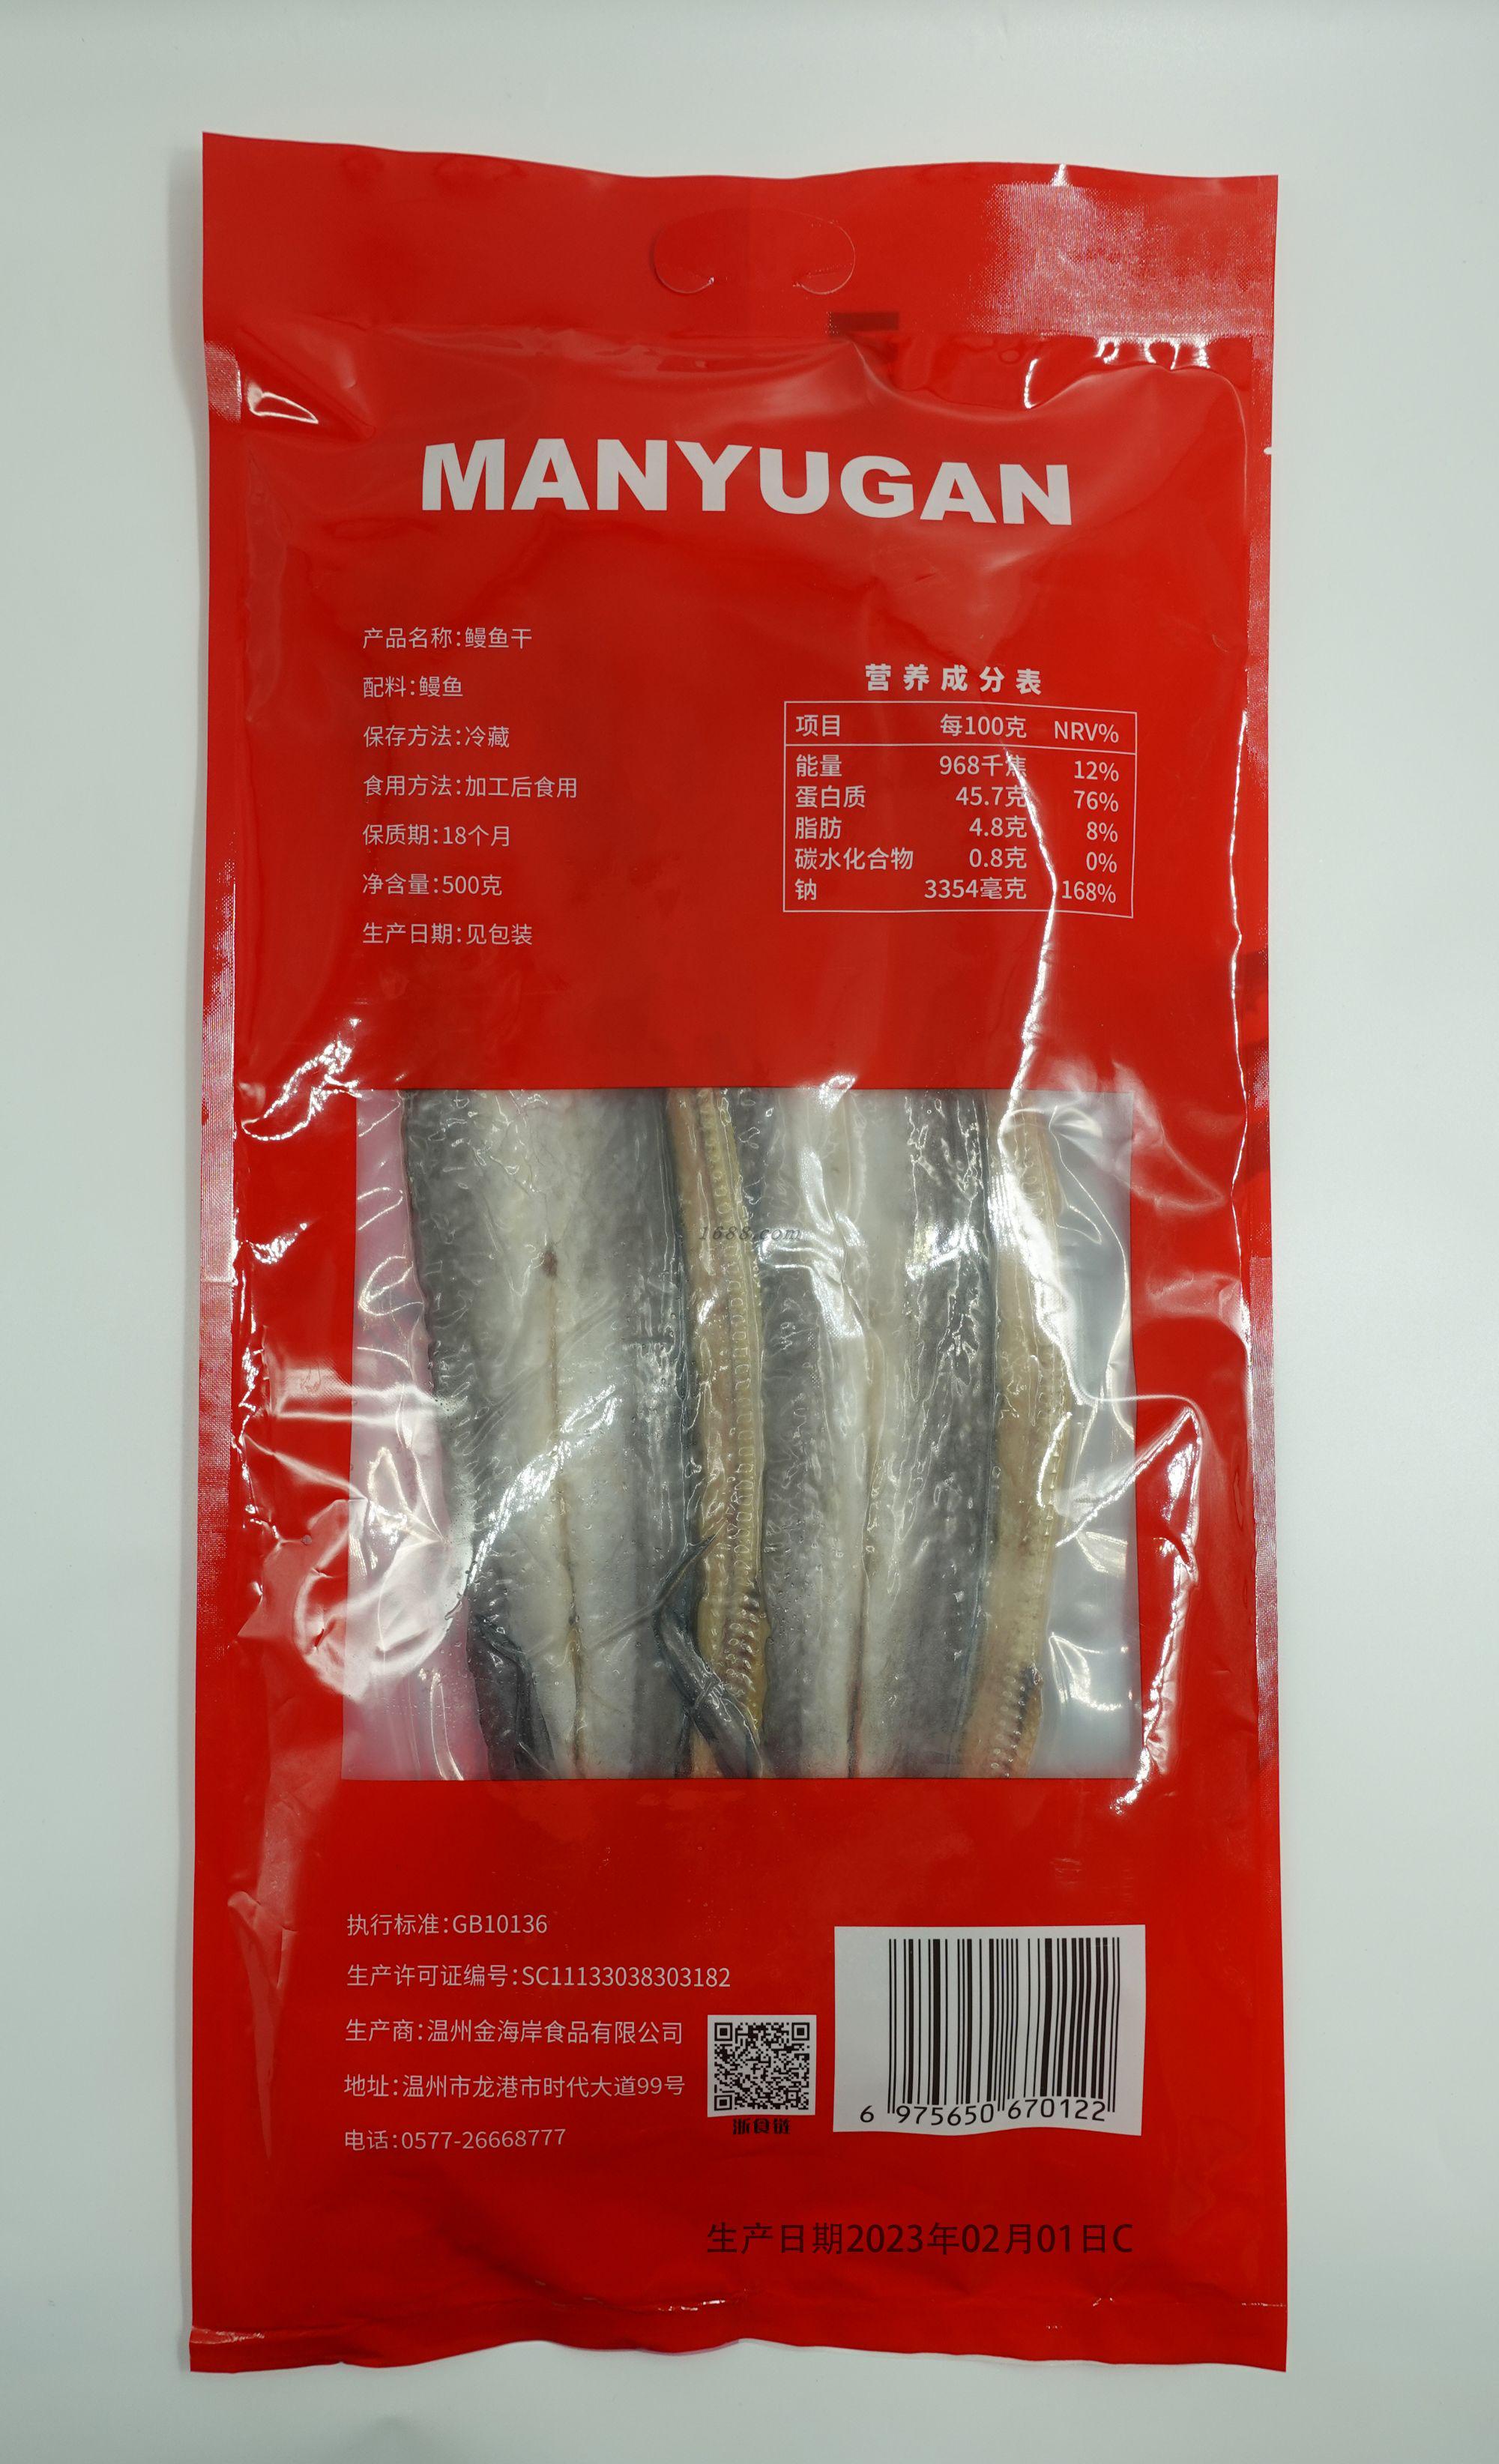 MANYUGAN
产品名称:鳗鱼干
配料:鳗鱼
保存方法:冷藏
食用方法:加工后食用
保质期:18个月
净含量:500克
生产日期:见包装
营养成分表
项目 每100克 NRV%
能量 968千焦 12%
蛋白质 45.7克 76%
脂肪 4.8克 8%
碳水化合物 0.8克 0%
钠 3354毫克 168%
1688.com
执行标准:GB10136
生产许可证编号:SC11133038303182
生产商:温州金海岸食品有限公司
地址:温州市龙港市时代大道99号
电话:0577-26668777
浙食链
6 975650 670122
生产日期2023年02月01日C